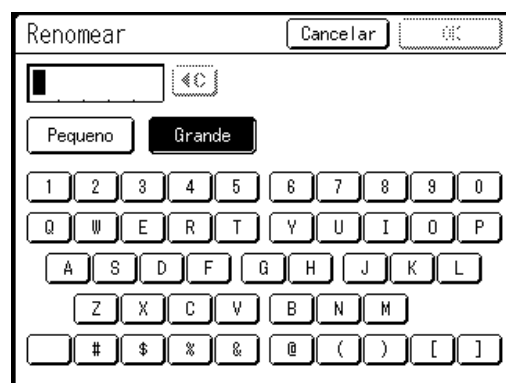 Renomear Cancelar OK
◀C
Pequeno Grande
1 2 3 4 5 6 7 8 9 0
Q W E R T Y U I O P
A S D F G H J K L
Z X C V B N M
# $ % & @ ( ) [ ]